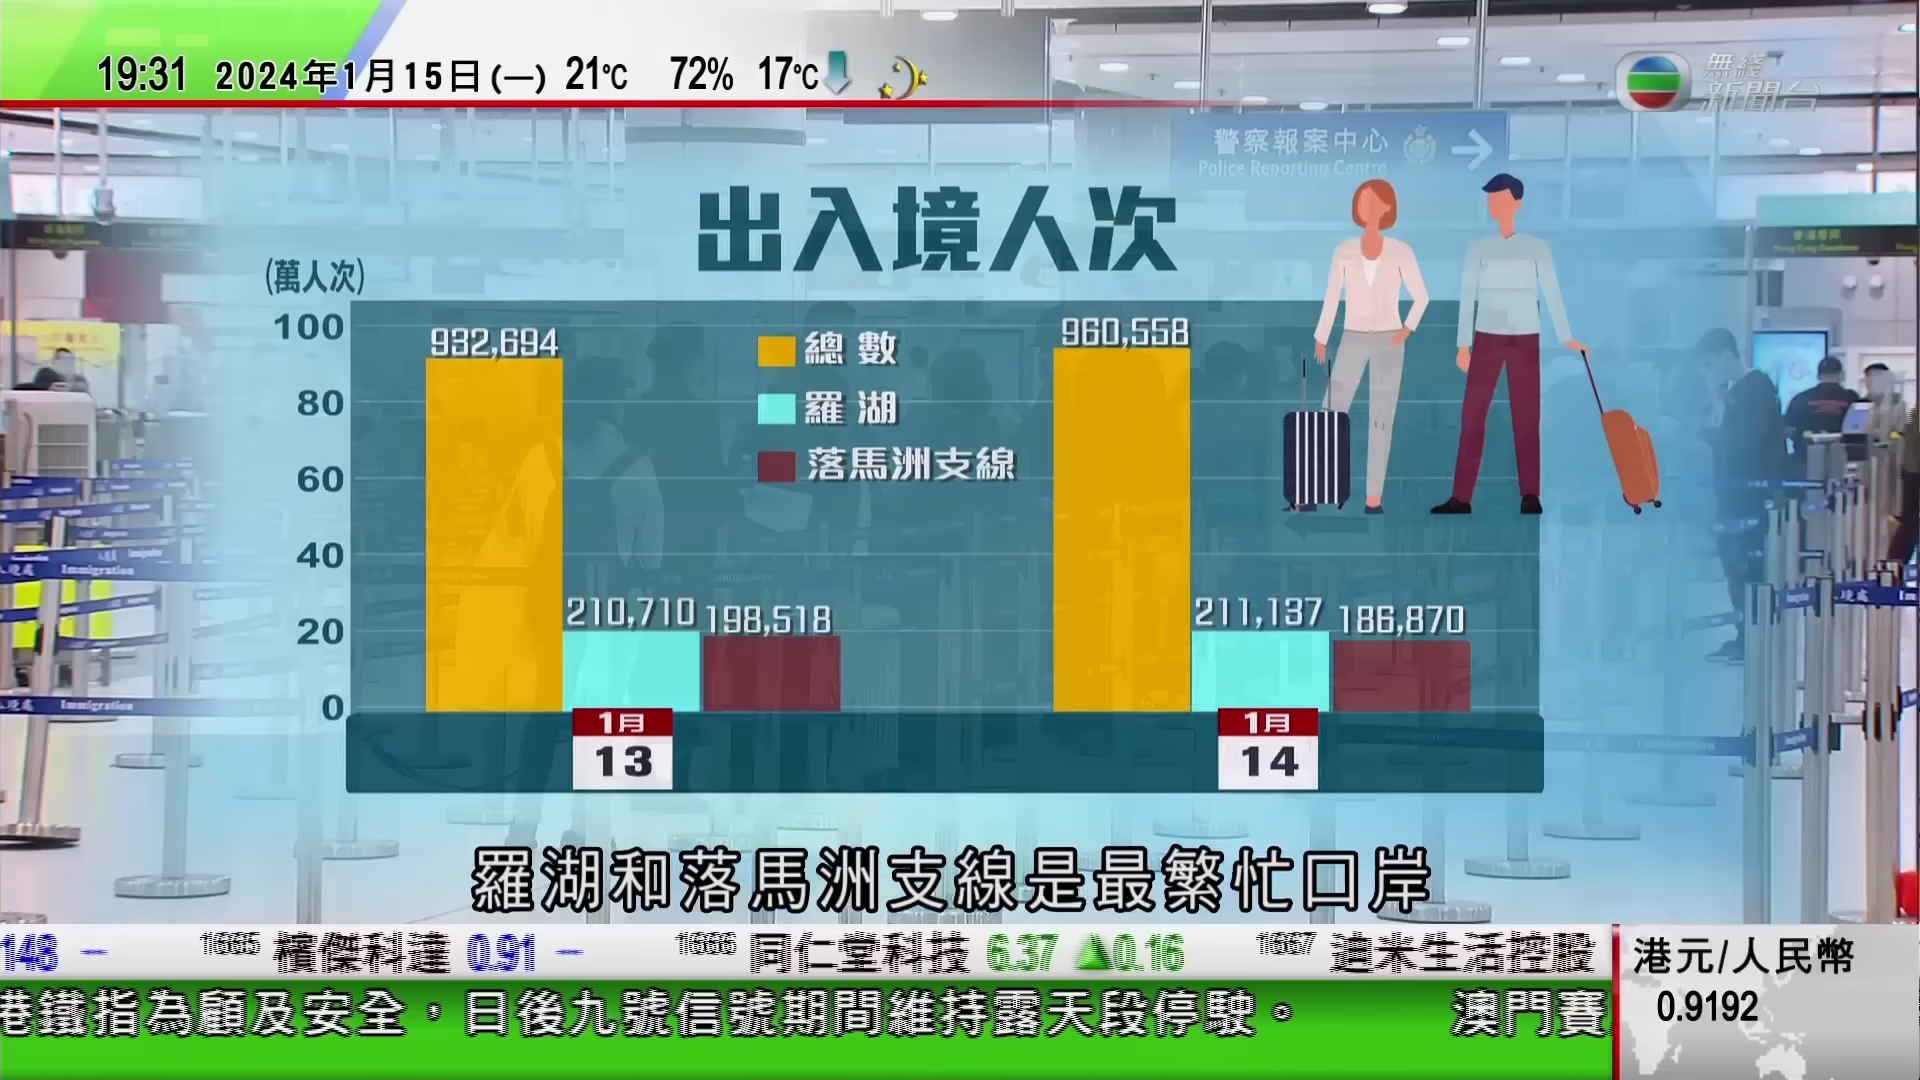 19:31 2024年1月15日(一) 21℃ 72% 17℃
無綫
新聞台
警察報案中心
Police Reporting Centre
出入境人次
(萬人次)
100
80
60
40
20
0
932,694
210,710
198,518
960,558
211,137
186,870
總數
羅湖
落馬洲支線
1月
13
1月
14
Immigration
Immigration
羅湖和落馬洲支線是最繁忙口岸
148 – 1665 檳傑科達 0.91 – 1666 同仁堂科技 6.37 ▲0.16 1667 迪米生活控股
港鐵指為顧及安全，日後九號信號期間維持露天段停駛。 澳門賽
港元/人民幣
0.9192